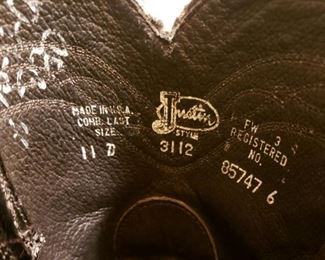 MADE IN U.S.A.
COMB. LAST
SIZE
11 D
Justin
STYLE
3112
FW 3
REGISTERED
NO.
85747 6